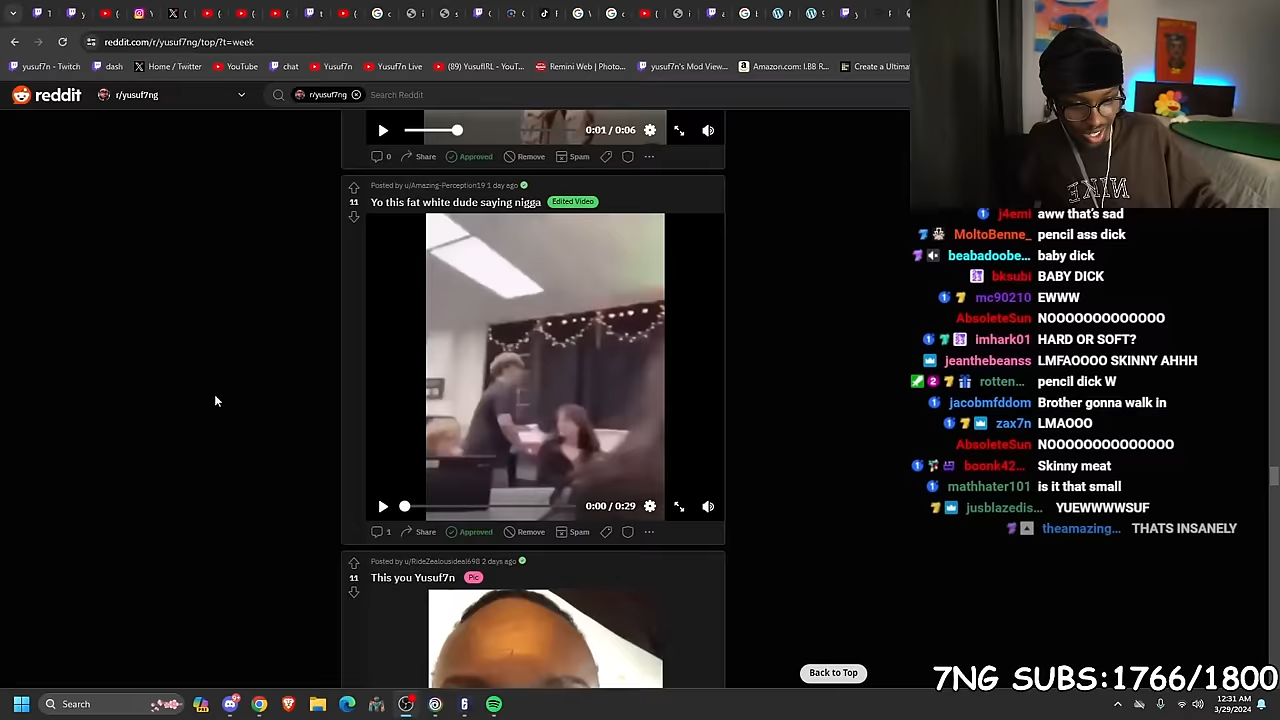 reddit.com/r/yusuf7ng/top/?t=week
yusuf7n - Twitch
dash
Home / Twitter
YouTube
chat
Yusuf7n
Yusuf7n Live
(89) YusufIRL - YouT...
Remini Web | Photo...
yusuf7n's Mod View...
Amazon.com: I.BB R...
Create a Ultima
reddit
r/yusuf7ng
r/yusuf7ng
Search Reddit
0:01 / 0:06
0 Share Approved Remove Spam
Posted by u/Amazing-Perception19 1 day ago
11
Yo this fat white dude saying nigga Edited Video
0:00 / 0:29
1 Share Approved Remove Spam
Posted by u/RideZealousideal698 2 days ago
11
This you Yusuf7n Pic
Back to Top
NIKE
j4emi aww that's sad
MoltoBenne_ pencil ass dick
beabadoobe... baby dick
bksubi BABY DICK
mc90210 EWWW
AbsoleteSun NOOOOOOOOOOOOO
imhark01 HARD OR SOFT?
jeanthebeanss LMFAOOOO SKINNY AHHH
rotten... pencil dick W
jacobmfddom Brother gonna walk in
zax7n LMAOOO
AbsoleteSun NOOOOOOOOOOOOOO
boonk42... Skinny meat
mathhater101 is it that small
jusblazedis... YUEWWWWSUF
theamazing... THATS INSANELY
7NG SUBS:1766/1800
Search
12:31 AM
3/29/2024